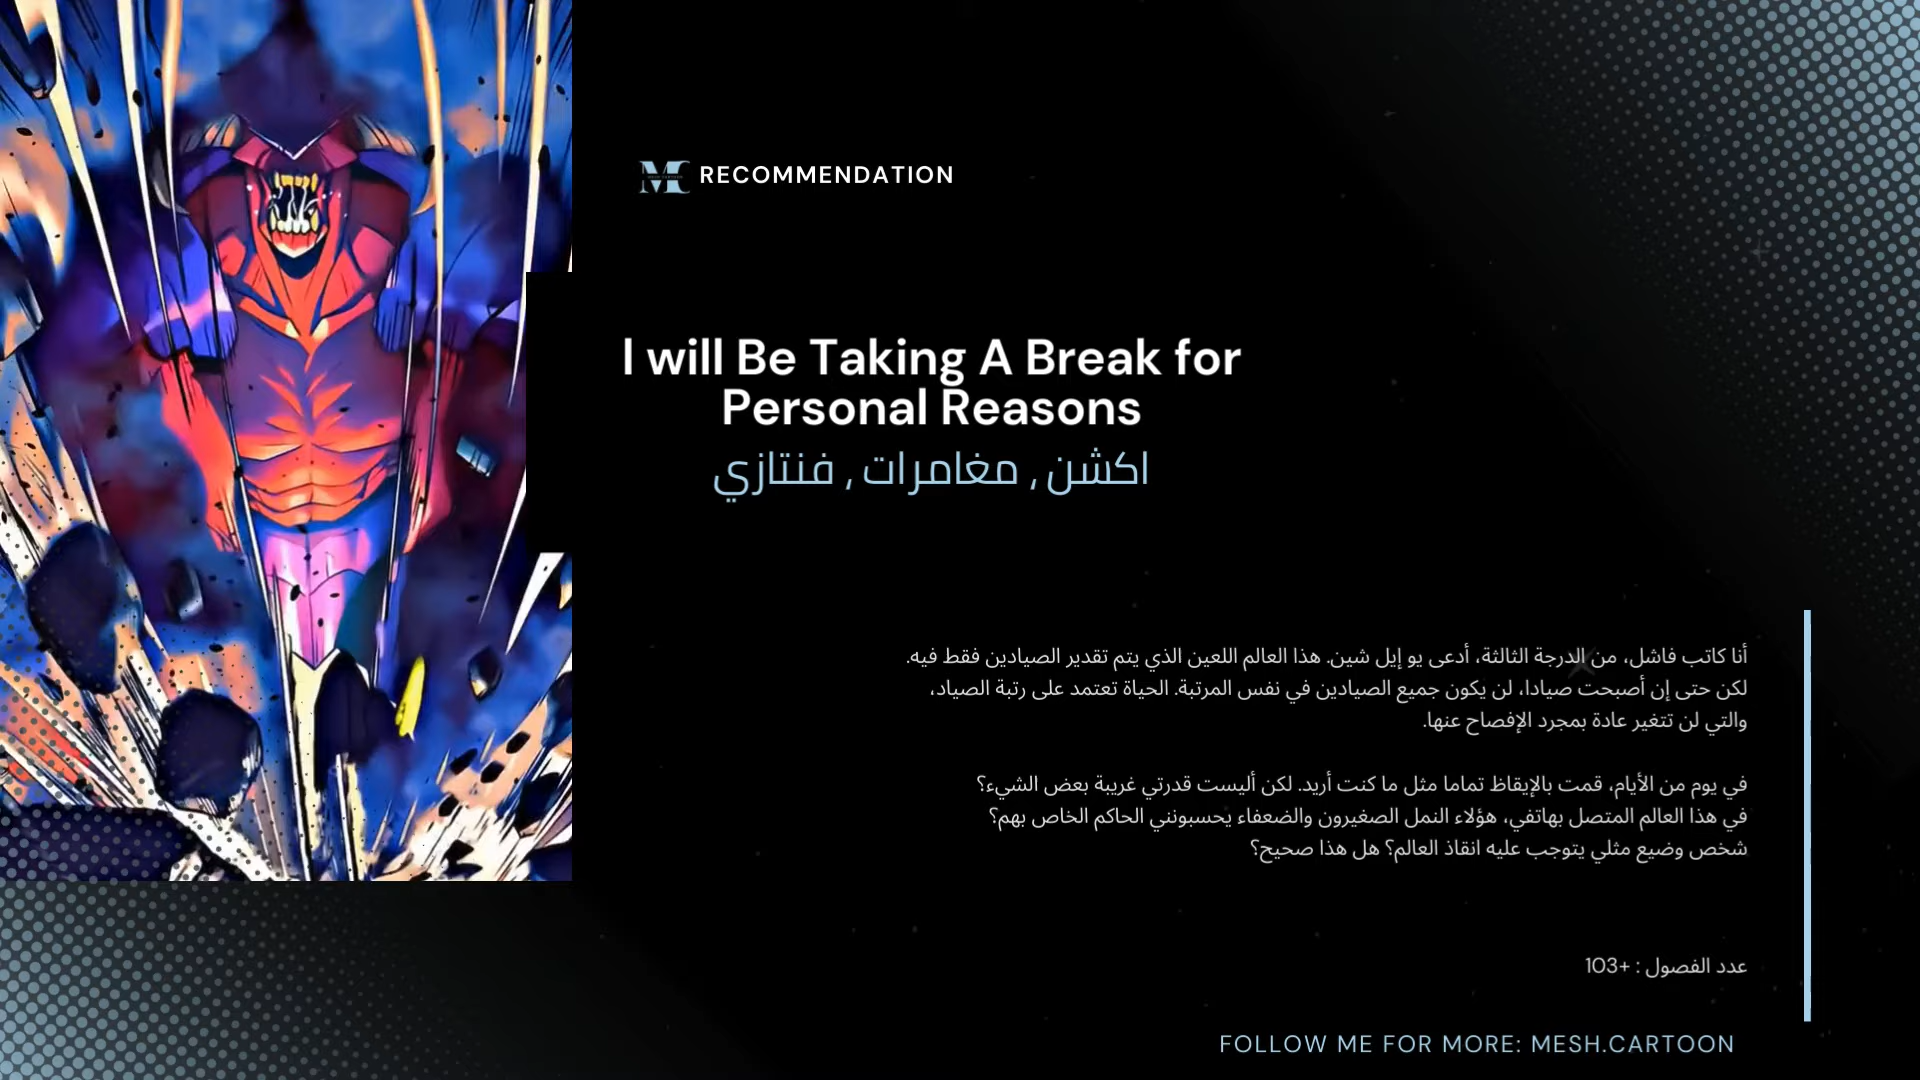 MC RECOMMENDATION
I will Be Taking A Break for
Personal Reasons
اكشن , مغامرات , فنتازي
أنا كاتب فاشل، من الدرجة الثالثة، أدعى يو إيل شين. هذا العالم اللعين الذي يتم تقدير الصيادين فقط فيه.
لكن حتى إن أصبحت صيادا، لن يكون جميع الصيادين في نفس المرتبة. الحياة تعتمد على رتبة الصياد،
والتي لن تتغير عادة بمجرد الإفصاح عنها.
في يوم من الأيام، قمت بالإيقاظ تماما مثل ما كنت أريد. لكن أليست قدرتي غريبة بعض الشيء؟
في هذا العالم المتصل بهاتفي، هؤلاء النمل الصغيرون والضعفاء يحسبونني الحاكم الخاص بهم؟
شخص وضيع مثلي يتوجب عليه انقاذ العالم؟ هل هذا صحيح؟
عدد الفصول : +103
FOLLOW ME FOR MORE: MESH.CARTOON